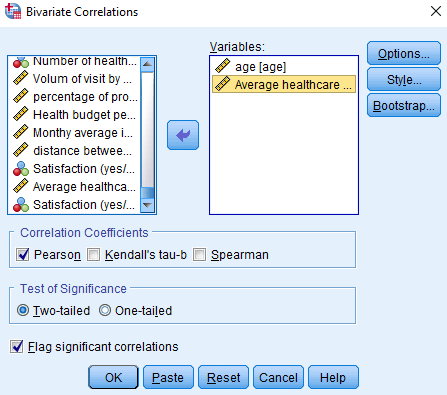 Bivariate Correlations
Variables:
Number of health...
Volum of visit by ...
percentage of pro...
Health budget pe...
Monthy average i...
distance betwee...
Satisfaction (yes/...
Average healthca...
Satisfaction (yes/...
age [age]
Average healthcare ...
Options...
Style...
Bootstrap...
Correlation Coefficients
Pearson Kendall's tau-b Spearman
Test of Significance
Two-tailed One-tailed
Flag significant correlations
OK Paste Reset Cancel Help